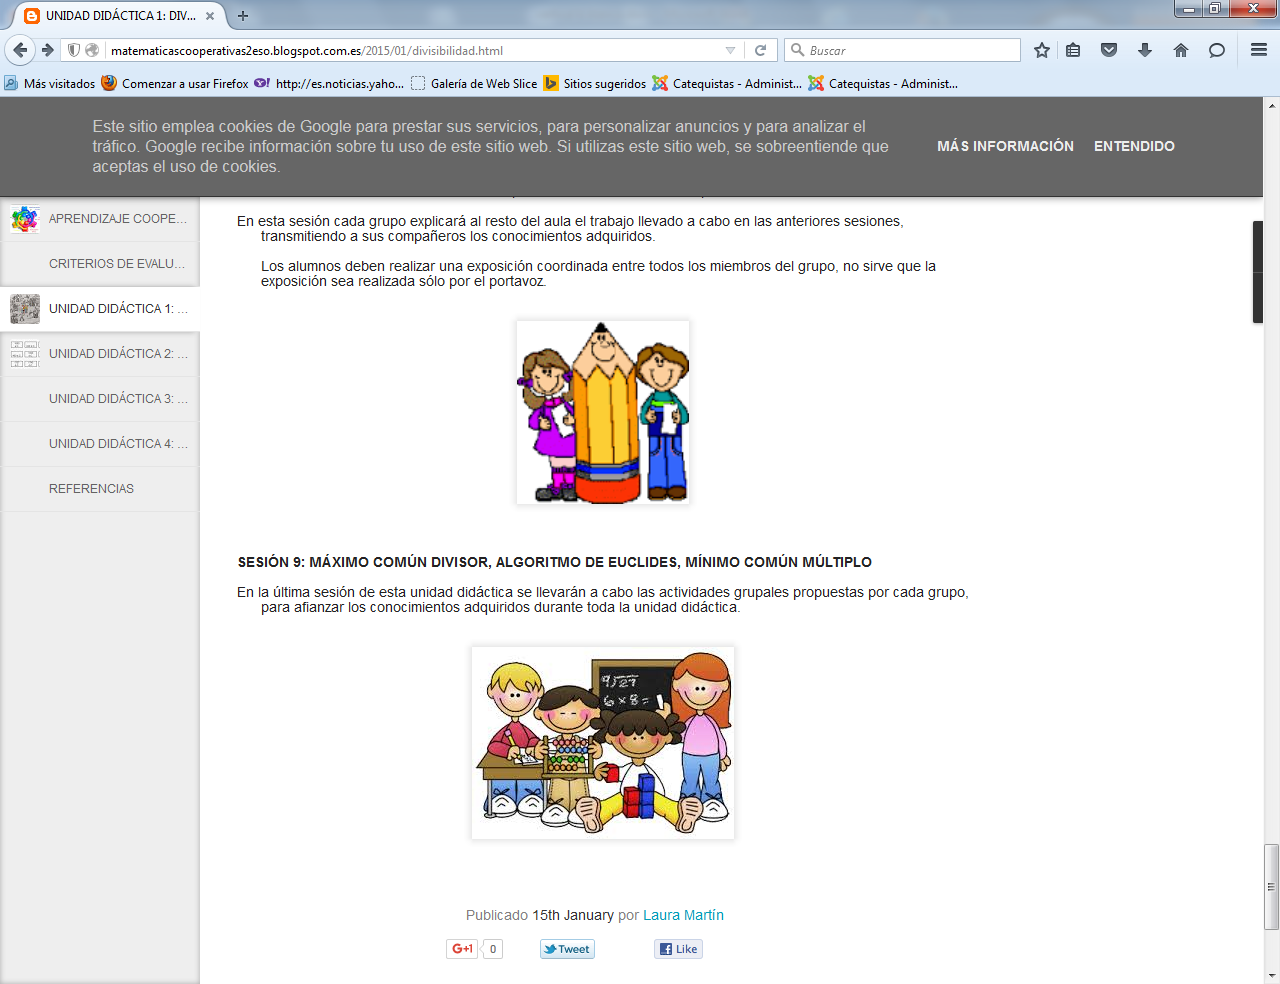 UNIDAD DIDÁCTICA 1: DIV...
matematicascooperativas2eso.blogspot.com.es/2015/01/divisibilidad.html
Buscar
Más visitados Comenzar a usar Firefox http://es.noticias.yaho... Galería de Web Slice Sitios sugeridos Catequistas - Administ... Catequistas - Administ...
Este sitio emplea cookies de Google para prestar sus servicios, para personalizar anuncios y para analizar el
tráfico. Google recibe información sobre tu uso de este sitio web. Si utilizas este sitio web, se sobreentiende que
aceptas el uso de cookies.
MÁS INFORMACIÓN ENTENDIDO
APRENDIZAJE COOPE...
CRITERIOS DE EVALU...
UNIDAD DIDÁCTICA 1: ...
UNIDAD DIDÁCTICA 2: ...
UNIDAD DIDÁCTICA 3: ...
UNIDAD DIDÁCTICA 4: ...
REFERENCIAS
En esta sesión cada grupo explicará al resto del aula el trabajo llevado a cabo en las anteriores sesiones,
transmitiendo a sus compañeros los conocimientos adquiridos.
Los alumnos deben realizar una exposición coordinada entre todos los miembros del grupo, no sirve que la
exposición sea realizada sólo por el portavoz.
SESIÓN 9: MÁXIMO COMÚN DIVISOR, ALGORITMO DE EUCLIDES, MÍNIMO COMÚN MÚLTIPLO
En la última sesión de esta unidad didáctica se llevarán a cabo las actividades grupales propuestas por cada grupo,
para afianzar los conocimientos adquiridos durante toda la unidad didáctica.
9)27
6×8=
Publicado 15th January por Laura Martín
G+1 0 Tweet Like